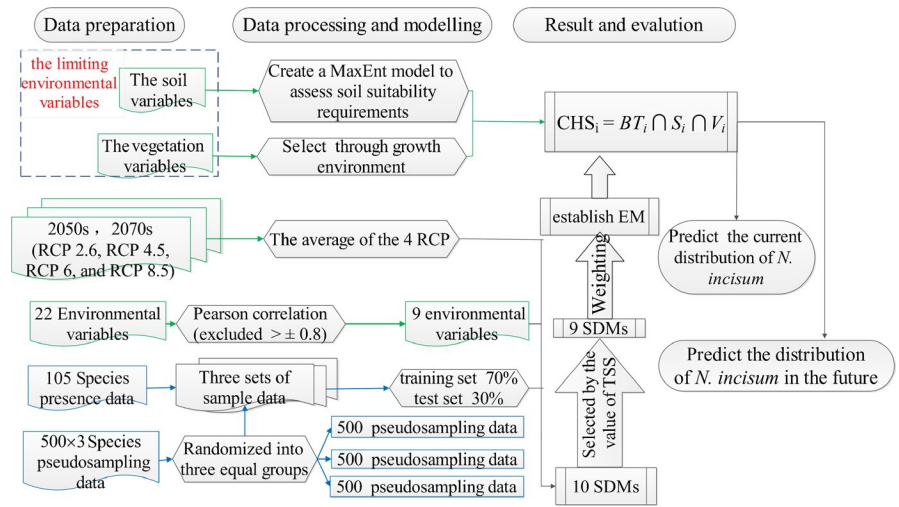 Data preparation
Data processing and modelling
Result and evalution
the limiting
environmental
variables
The soil
variables
Create a MaxEnt model to
assess soil suitability
requirements
The vegetation
variables
Select through growth
environment
CHSi = BTi ⋂ Si ⋂ Vi
2050s ，2070s
(RCP 2.6, RCP 4.5,
RCP 6, and RCP 8.5)
The average of the 4 RCP
establish EM
Weighting
Predict the current
distribution of N.
incisum
22 Environmental
variables
Pearson correlation
(excluded > ± 0.8)
9 environmental
variables
9 SDMs
Predict the distribution
of N. incisum in the future
105 Species
presence data
Three sets of
sample data
training set 70%
test set 30%
Selected by the
value of TSS
500×3 Species
pseudosampling
data
Randomized into
three equal groups
500 pseudosampling data
500 pseudosampling data
500 pseudosampling data
10 SDMs